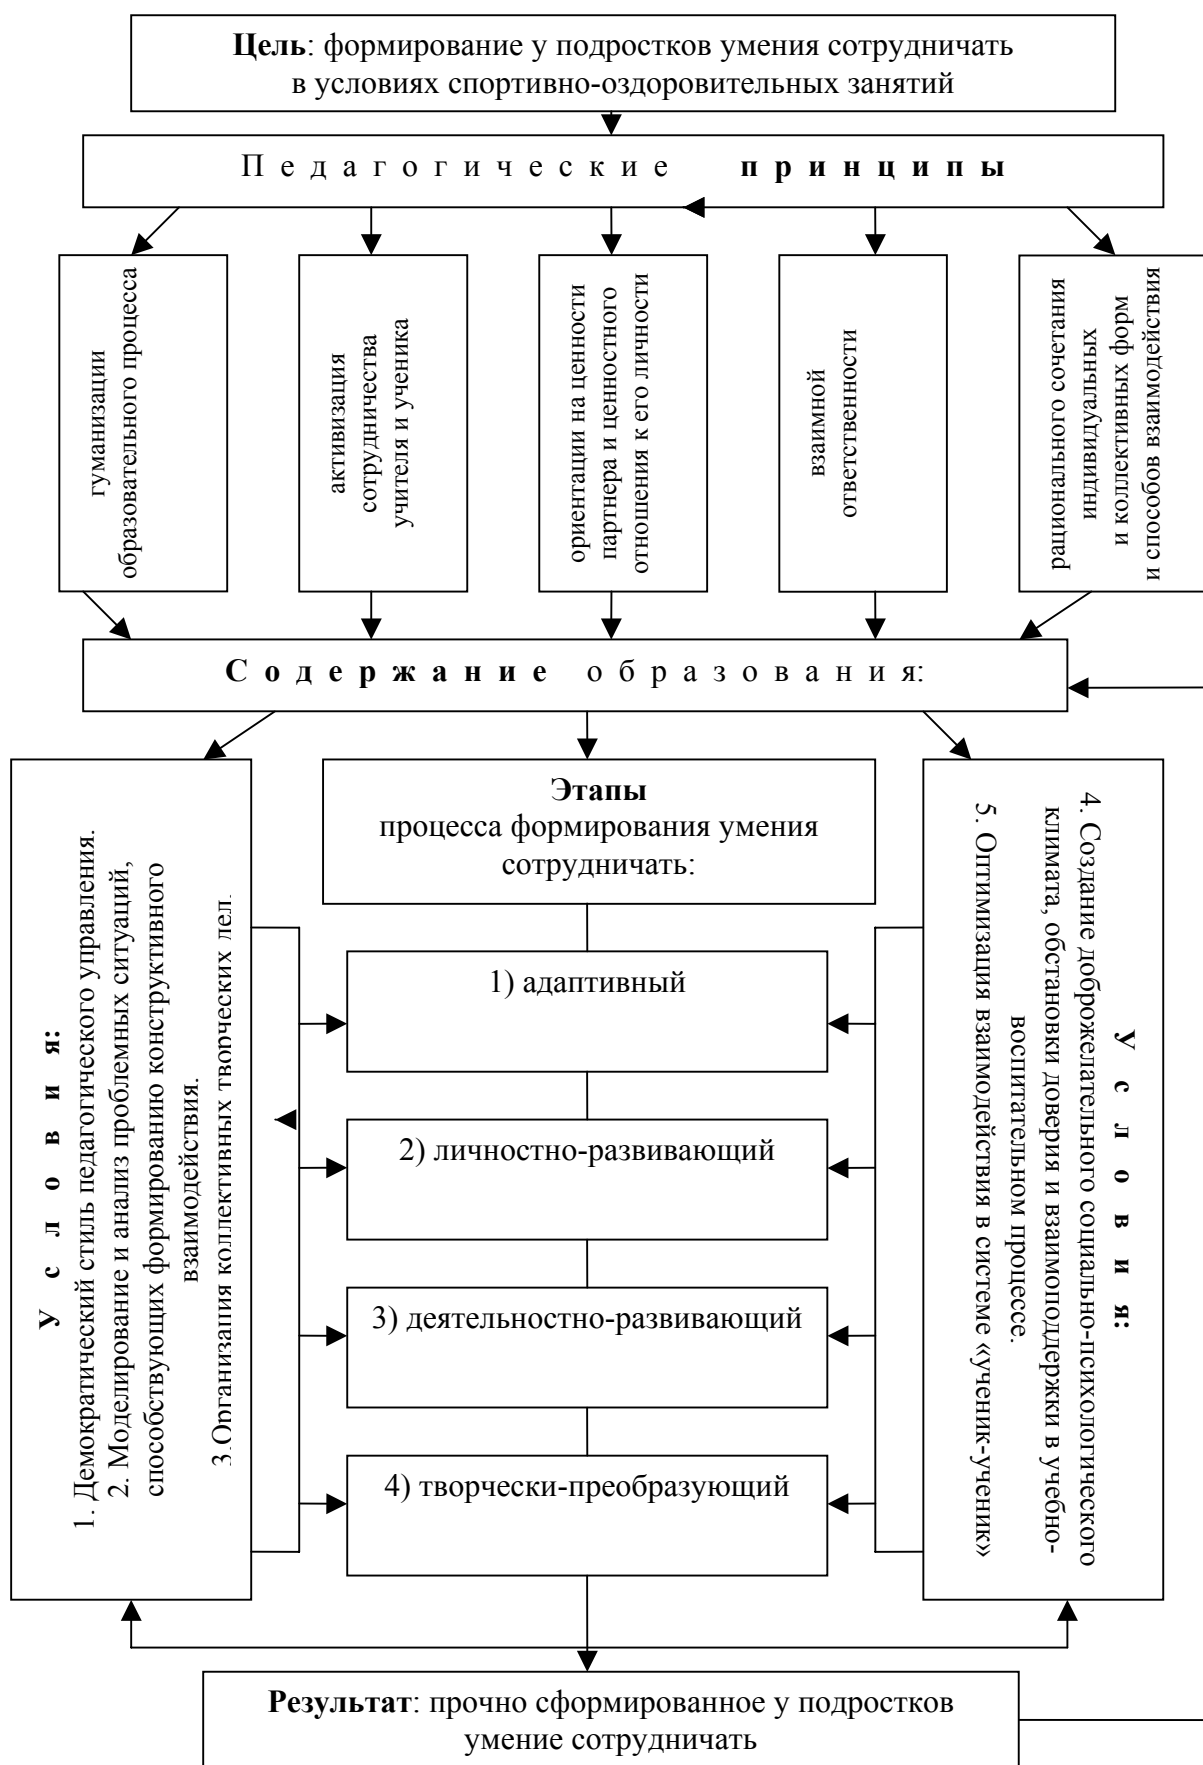 Цель: формирование у подростков умения сотрудничать
в условиях спортивно-оздоровительных занятий
Педагогические принципы
гуманизации
образовательного процесса
активизация
сотрудничества
учителя и ученика
ориентации на ценности
партнера и ценностного
отношения к его личности
взаимной
ответственности
рационального сочетания
индивидуальных
и коллективных форм
и способов взаимодействия
Содержание образования:
Условия:
1. Демократический стиль педагогического управления.
2. Моделирование и анализ проблемных ситуаций,
способствующих формированию конструктивного
взаимодействия.
3.Организация коллективных творческих дел.
Этапы
процесса формирования умения
сотрудничать:
1) адаптивный
2) личностно-развивающий
3) деятельностно-развивающий
4) творчески-преобразующий
Условия:
4. Создание доброжелательного социально-психологического
климата, обстановки доверия и взаимоподдержки в учебно-
воспитательном процессе.
5. Оптимизация взаимодействия в системе «ученик-ученик»
Результат: прочно сформированное у подростков
умение сотрудничать